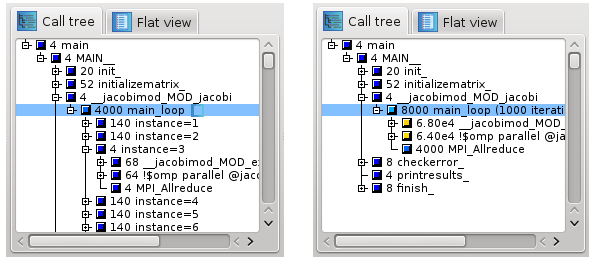 Call tree
Flat view
4 main
4 MAIN__
20 init_
52 initializematrix_
4 __jacobimod_MOD_jacobi
4000 main_loop
140 instance=1
140 instance=2
4 instance=3
68 __jacobimod_MOD_e
64 !$omp parallel @jac
4 MPI_Allreduce
140 instance=4
140 instance=5
140 instance=6
Call tree
Flat view
4 main
4 MAIN__
20 init_
52 initializematrix_
4 __jacobimod_MOD_jacobi
8000 main_loop (1000 iterati
6.80e4 __jacobimod_MOD_
6.40e4 !$omp parallel @ja
4000 MPI_Allreduce
8 checkerror_
4 printresults_
8 finish_